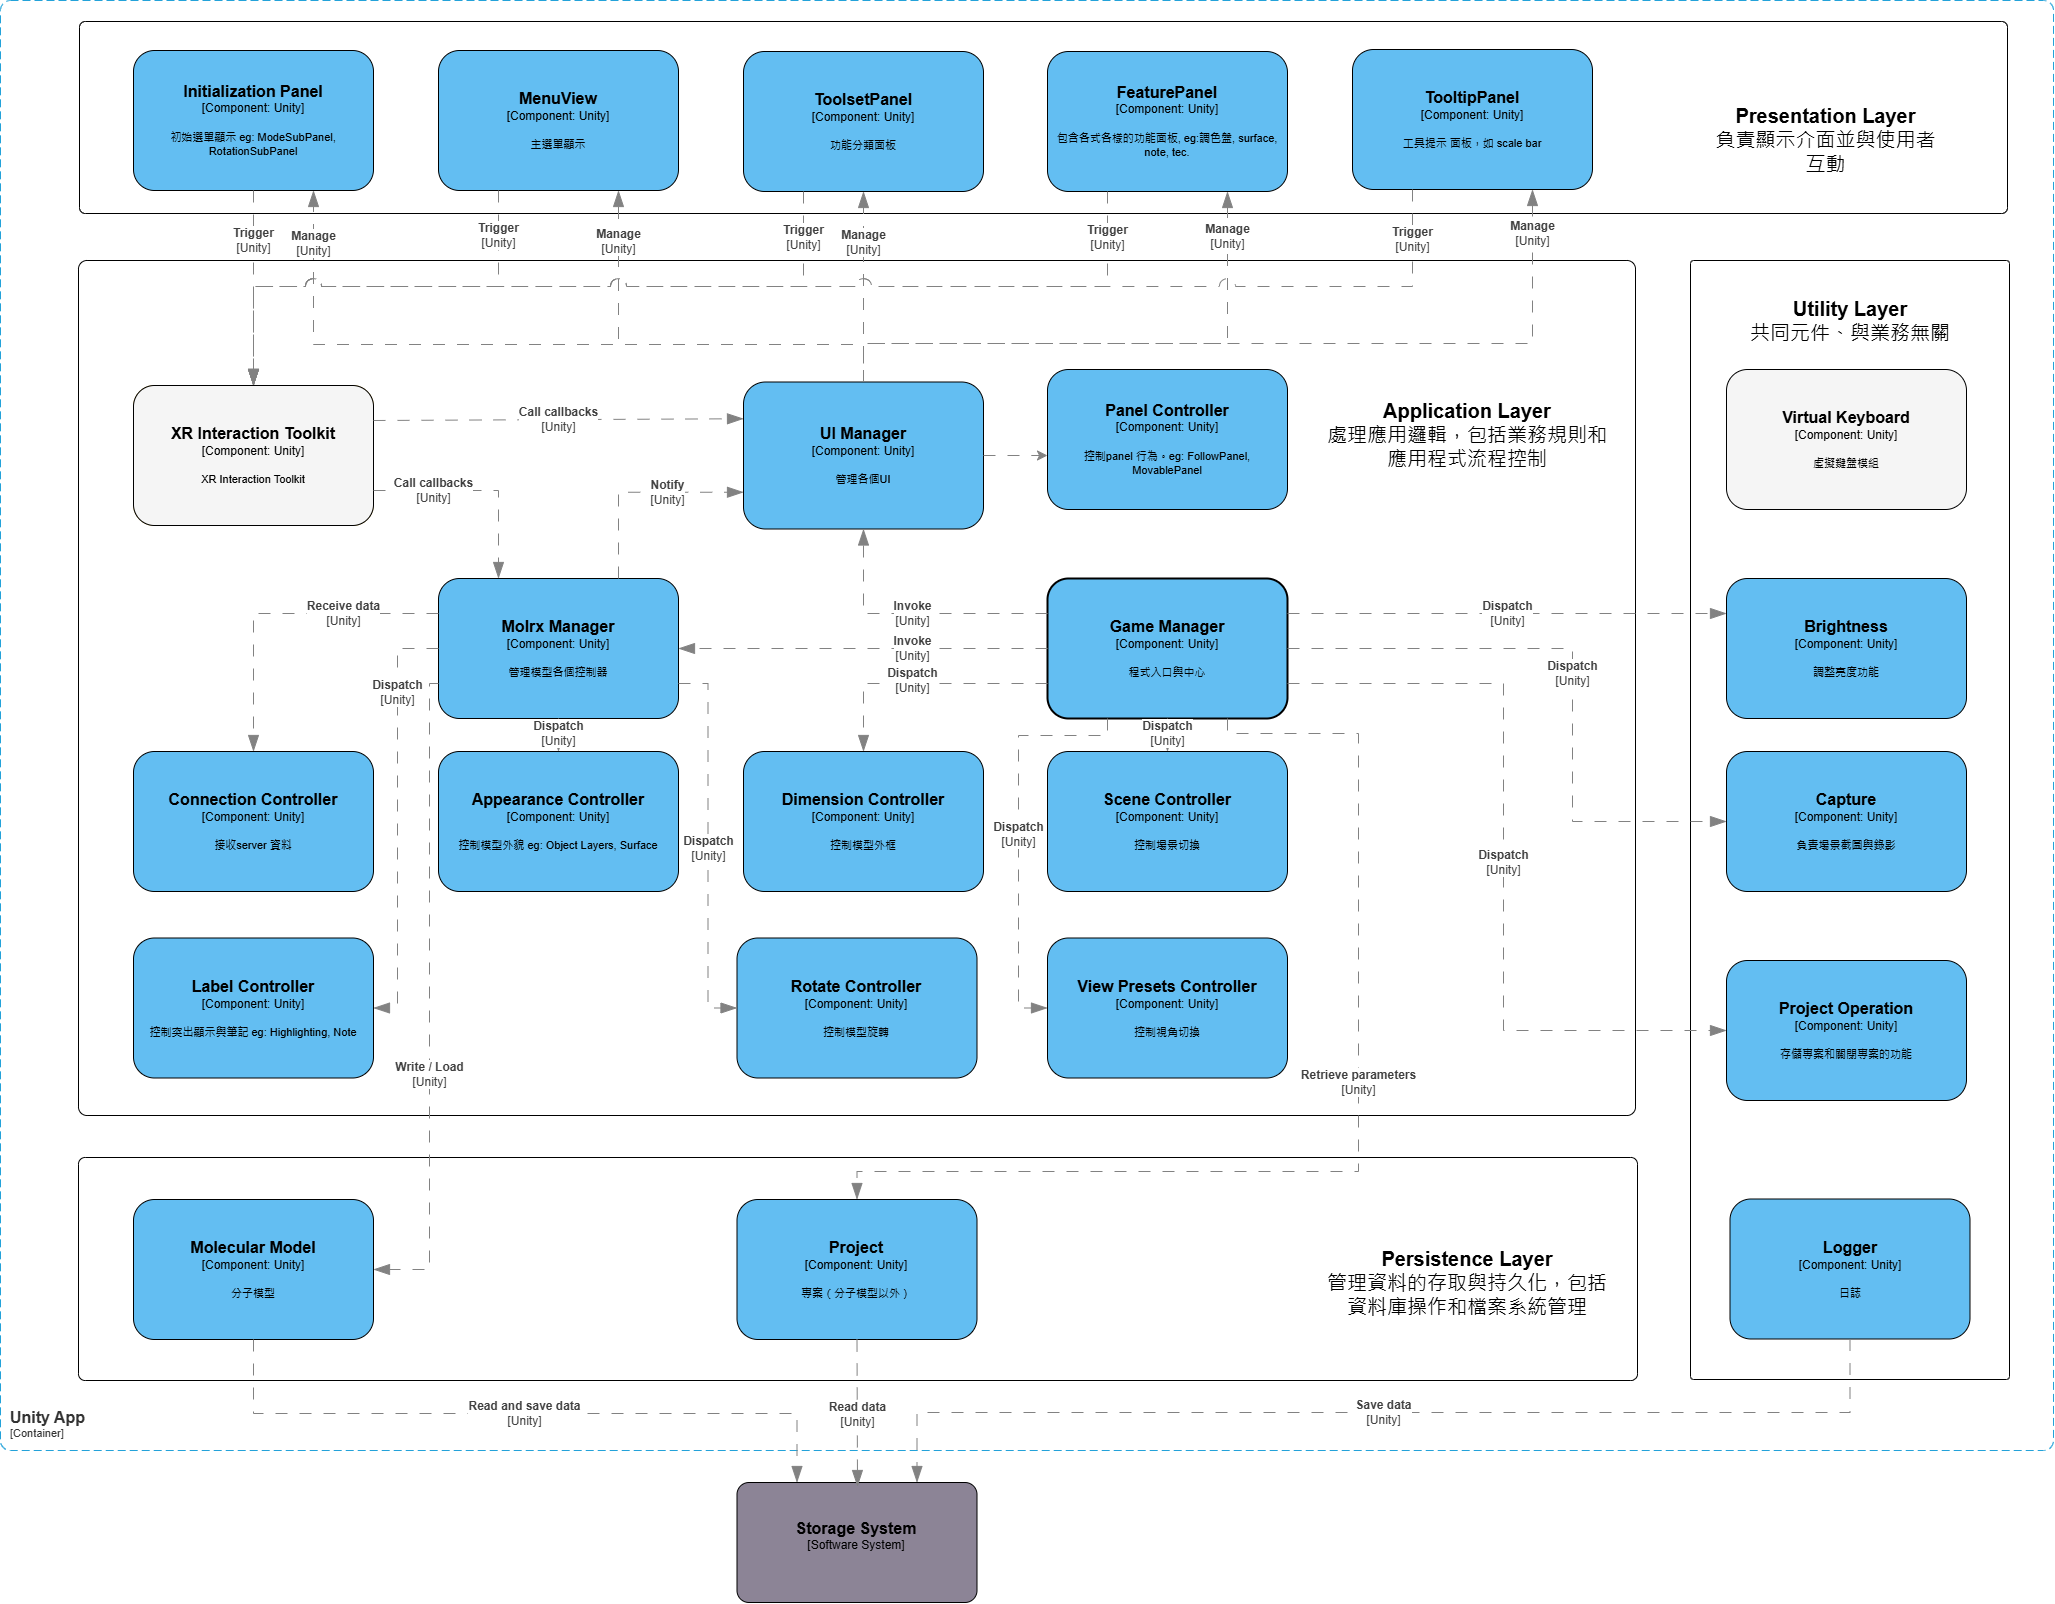 Initialization Panel
[Component: Unity]
初始選單顯示 eg: ModeSubPanel,
RotationSubPanel
MenuView
[Component: Unity]
主選單顯示
ToolsetPanel
[Component: Unity]
功能分類面板
FeaturePanel
[Component: Unity]
包含各式各樣的功能面板, eg:調色盤, surface,
note, tec.
TooltipPanel
[Component: Unity]
工具提示 面板，如 scale bar
Presentation Layer
負責顯示介面並與使用者
互動
Trigger
[Unity]
Manage
[Unity]
Trigger
[Unity]
Manage
[Unity]
Trigger
[Unity]
Manage
[Unity]
Trigger
[Unity]
Manage
[Unity]
Trigger
[Unity]
Manage
[Unity]
XR Interaction Toolkit
[Component: Unity]
XR Interaction Toolkit
Call callbacks
[Unity]
Call callbacks
[Unity]
Notify
[Unity]
UI Manager
[Component: Unity]
管理各個UI
Panel Controller
[Component: Unity]
控制panel 行為。eg: FollowPanel,
MovablePanel
Application Layer
處理應用邏輯，包括業務規則和
應用程式流程控制
Utility Layer
共同元件、與業務無關
Virtual Keyboard
[Component: Unity]
虛擬鍵盤模組
Receive data
[Unity]
Molrx Manager
[Component: Unity]
管理模型各個控制器
Dispatch
[Unity]
Invoke
[Unity]
Invoke
[Unity]
Dispatch
[Unity]
Game Manager
[Component: Unity]
程式入口與中心
Dispatch
[Unity]
Dispatch
[Unity]
Brightness
[Component: Unity]
調整亮度功能
Dispatch
[Unity]
Dispatch
[Unity]
Connection Controller
[Component: Unity]
接收server 資料
Appearance Controller
[Component: Unity]
控制模型外貌 eg: Object Layers, Surface
Dispatch
[Unity]
Dimension Controller
[Component: Unity]
控制模型外框
Dispatch
[Unity]
Scene Controller
[Component: Unity]
控制場景切換
Dispatch
[Unity]
Capture
[Component: Unity]
負責場景截圖與錄影
Label Controller
[Component: Unity]
控制突出顯示與筆記 eg: Highlighting, Note
Rotate Controller
[Component: Unity]
控制模型旋轉
View Presets Controller
[Component: Unity]
控制視角切換
Project Operation
[Component: Unity]
存儲專案和關閉專案的功能
Write / Load
[Unity]
Retrieve parameters
[Unity]
Molecular Model
[Component: Unity]
分子模型
Project
[Component: Unity]
專案（分子模型以外）
Persistence Layer
管理資料的存取與持久化，包括
資料庫操作和檔案系統管理
Logger
[Component: Unity]
日誌
Read and save data
[Unity]
Read data
[Unity]
Save data
[Unity]
Unity App
[Container]
Storage System
[Software System]